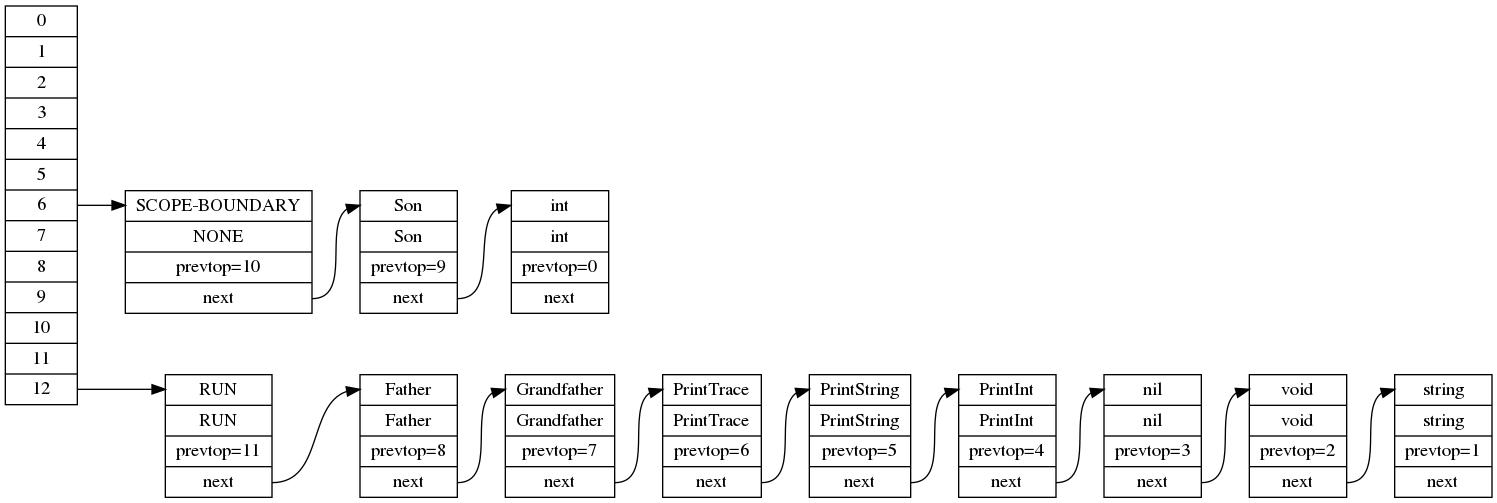 0
1
2
3
4
5
6
7
8
9
10
11
12
SCOPE-BOUNDARY
NONE
prevtop=10
next
Son
Son
prevtop=9
next
int
int
prevtop=0
next
RUN
RUN
prevtop=11
next
Father
Father
prevtop=8
next
Grandfather
Grandfather
prevtop=7
next
PrintTrace
PrintTrace
prevtop=6
next
PrintString
PrintString
prevtop=5
next
PrintInt
PrintInt
prevtop=4
next
nil
nil
prevtop=3
next
void
void
prevtop=2
next
string
string
prevtop=1
next